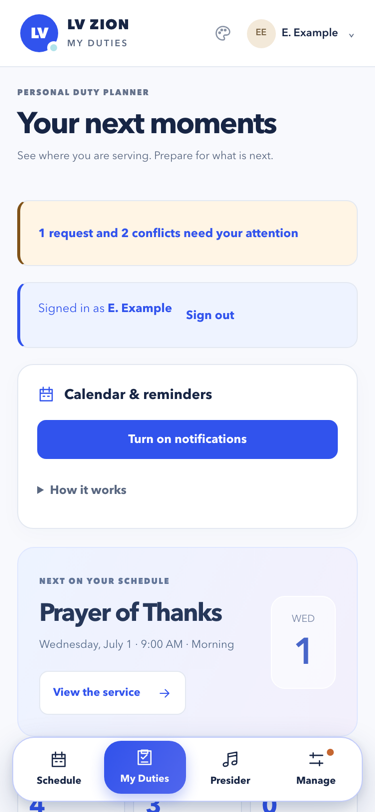 LV
LV ZION
MY DUTIES
EE
E. Example
PERSONAL DUTY PLANNER
Your next moments
See where you are serving. Prepare for what is next.
1 request and 2 conflicts need your attention
Signed in as E. Example
Sign out
Calendar & reminders
Turn on notifications
How it works
NEXT ON YOUR SCHEDULE
Prayer of Thanks
Wednesday, July 1 · 9:00 AM · Morning
WED
1
View the service →
4
3
0
Schedule
My Duties
Presider
Manage